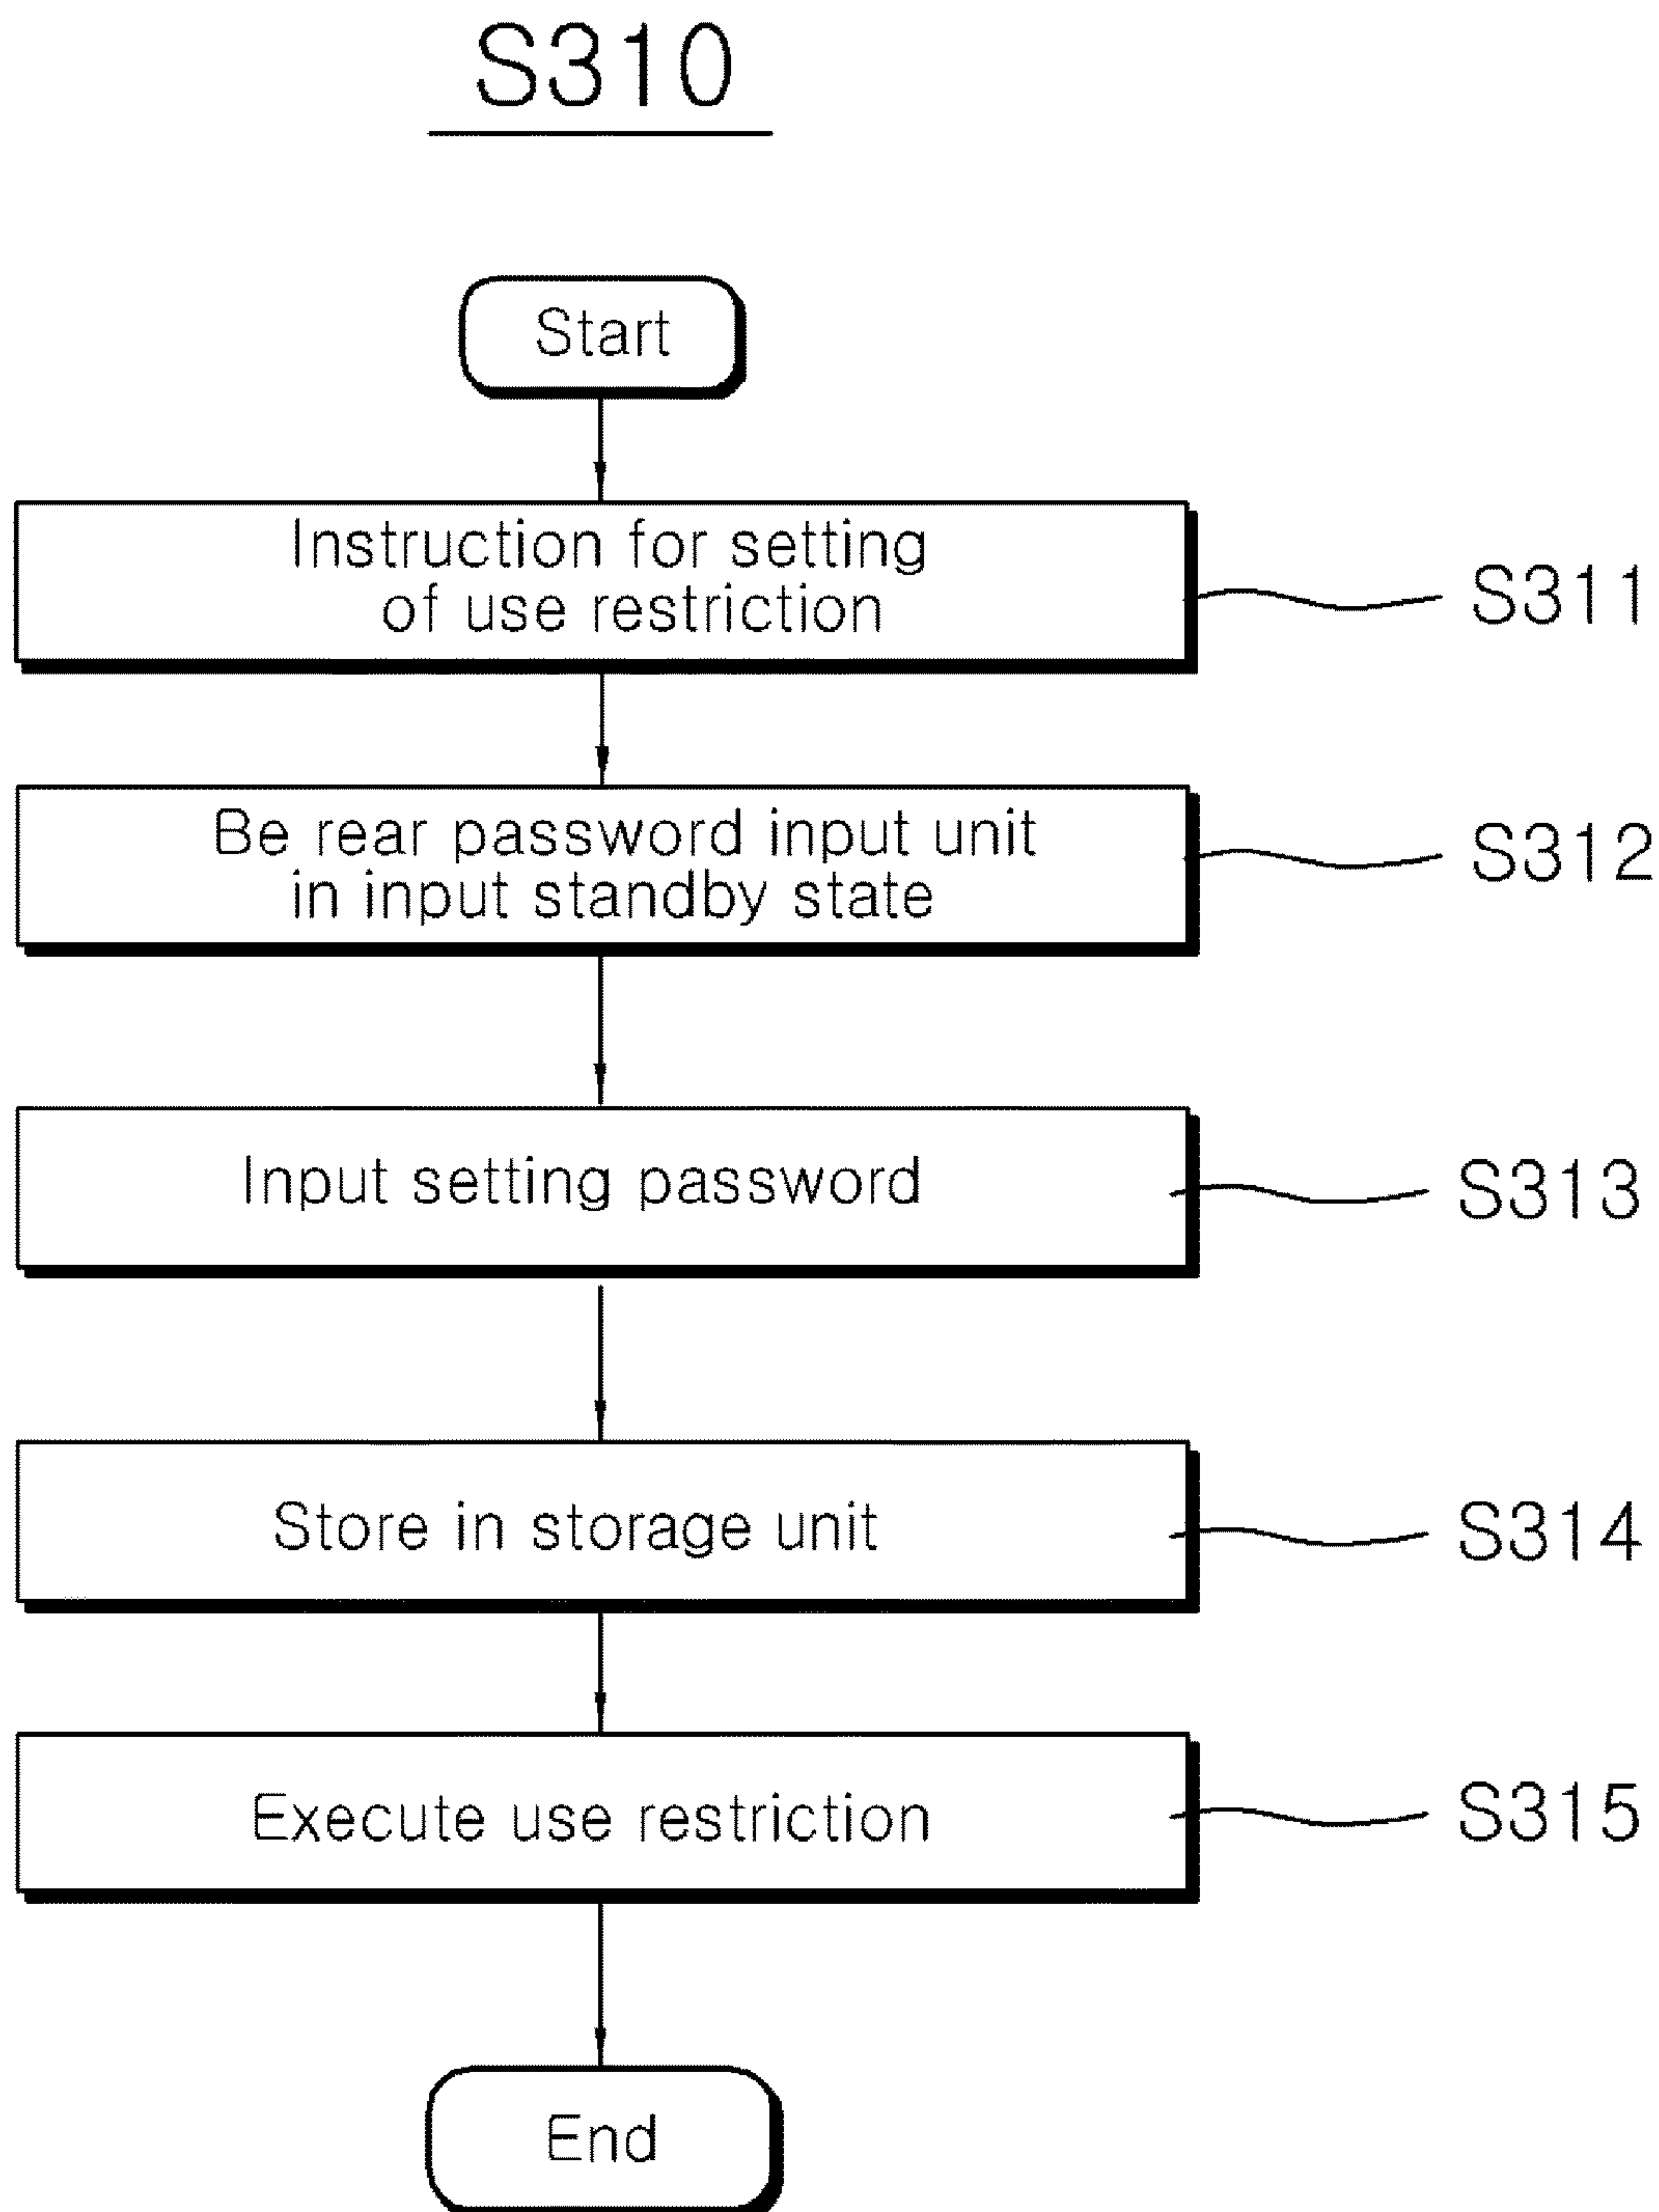 S310
Start
Instruction for setting
of use restriction
S311
Be rear password input unit
in input standby state
S312
Input setting password
S313
Store in storage unit
S314
Execute use restriction
S315
End